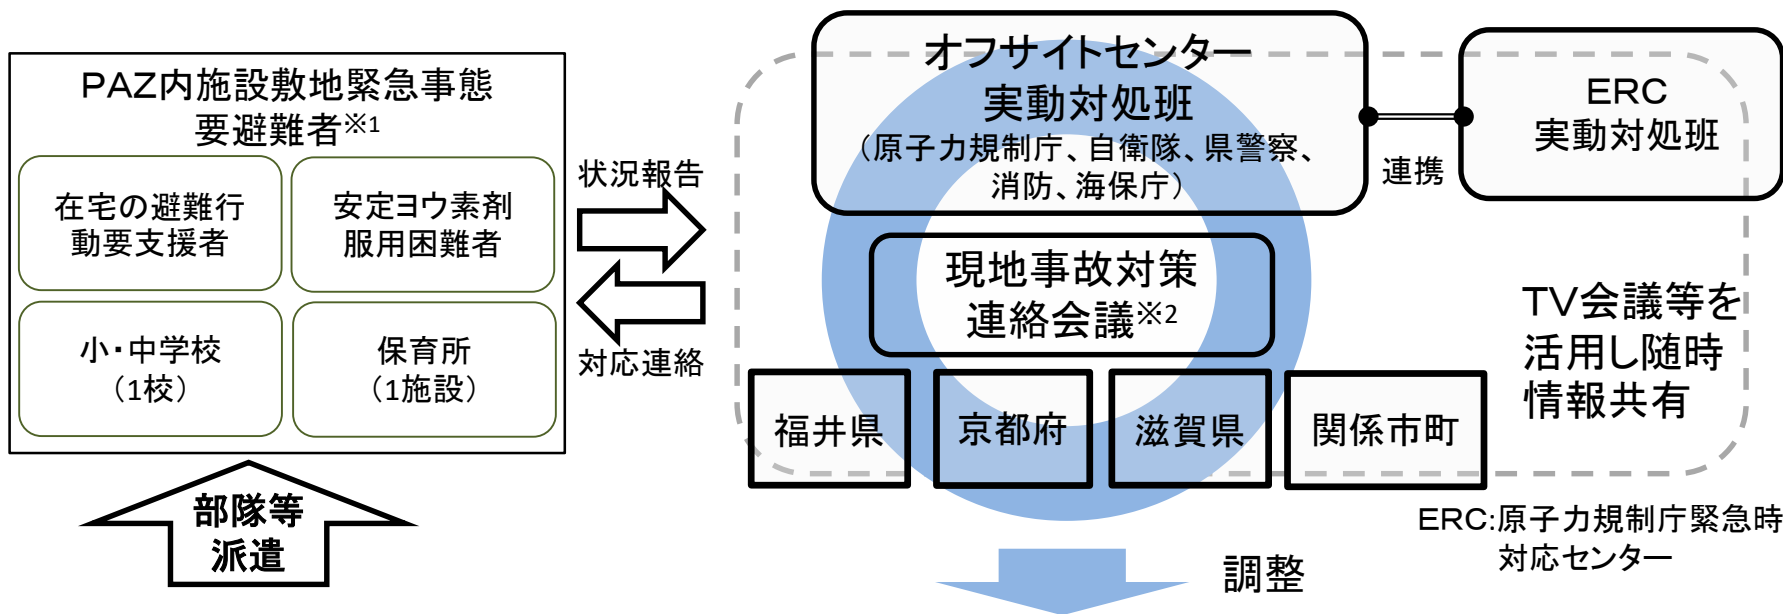 PAZ内施設敷地緊急事態
要避難者※1
在宅の避難行
動要支援者
安定ヨウ素剤
服用困難者
小・中学校
（1校）
保育所
（1施設）
部隊等
派遣
状況報告
対応連絡
オフサイトセンター
実動対処班
（原子力規制庁、自衛隊、県警察、
消防、海保庁）
連携
ERC
実動対処班
現地事故対策
連絡会議※2
TV会議等を
活用し随時
情報共有
福井県
京都府
滋賀県
関係市町
ERC:原子力規制庁緊急時
対応センター
調整